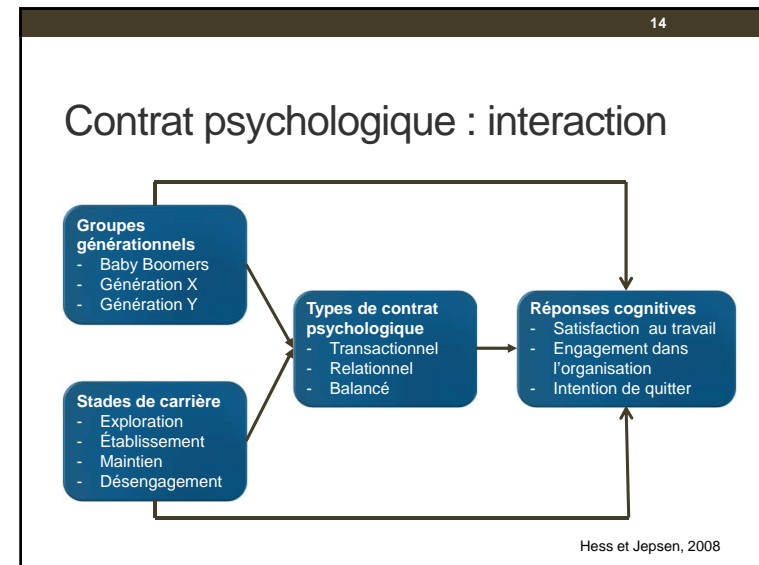 14
Contrat psychologique : interaction
Groupes
générationnels
- Baby Boomers
- Génération X
- Génération Y
Stades de carrière
- Exploration
- Établissement
- Maintien
- Désengagement
Types de contrat
psychologique
- Transactionnel
- Relationnel
- Balancé
Réponses cognitives
- Satisfaction au travail
- Engagement dans
l'organisation
- Intention de quitter
Hess et Jepsen, 2008